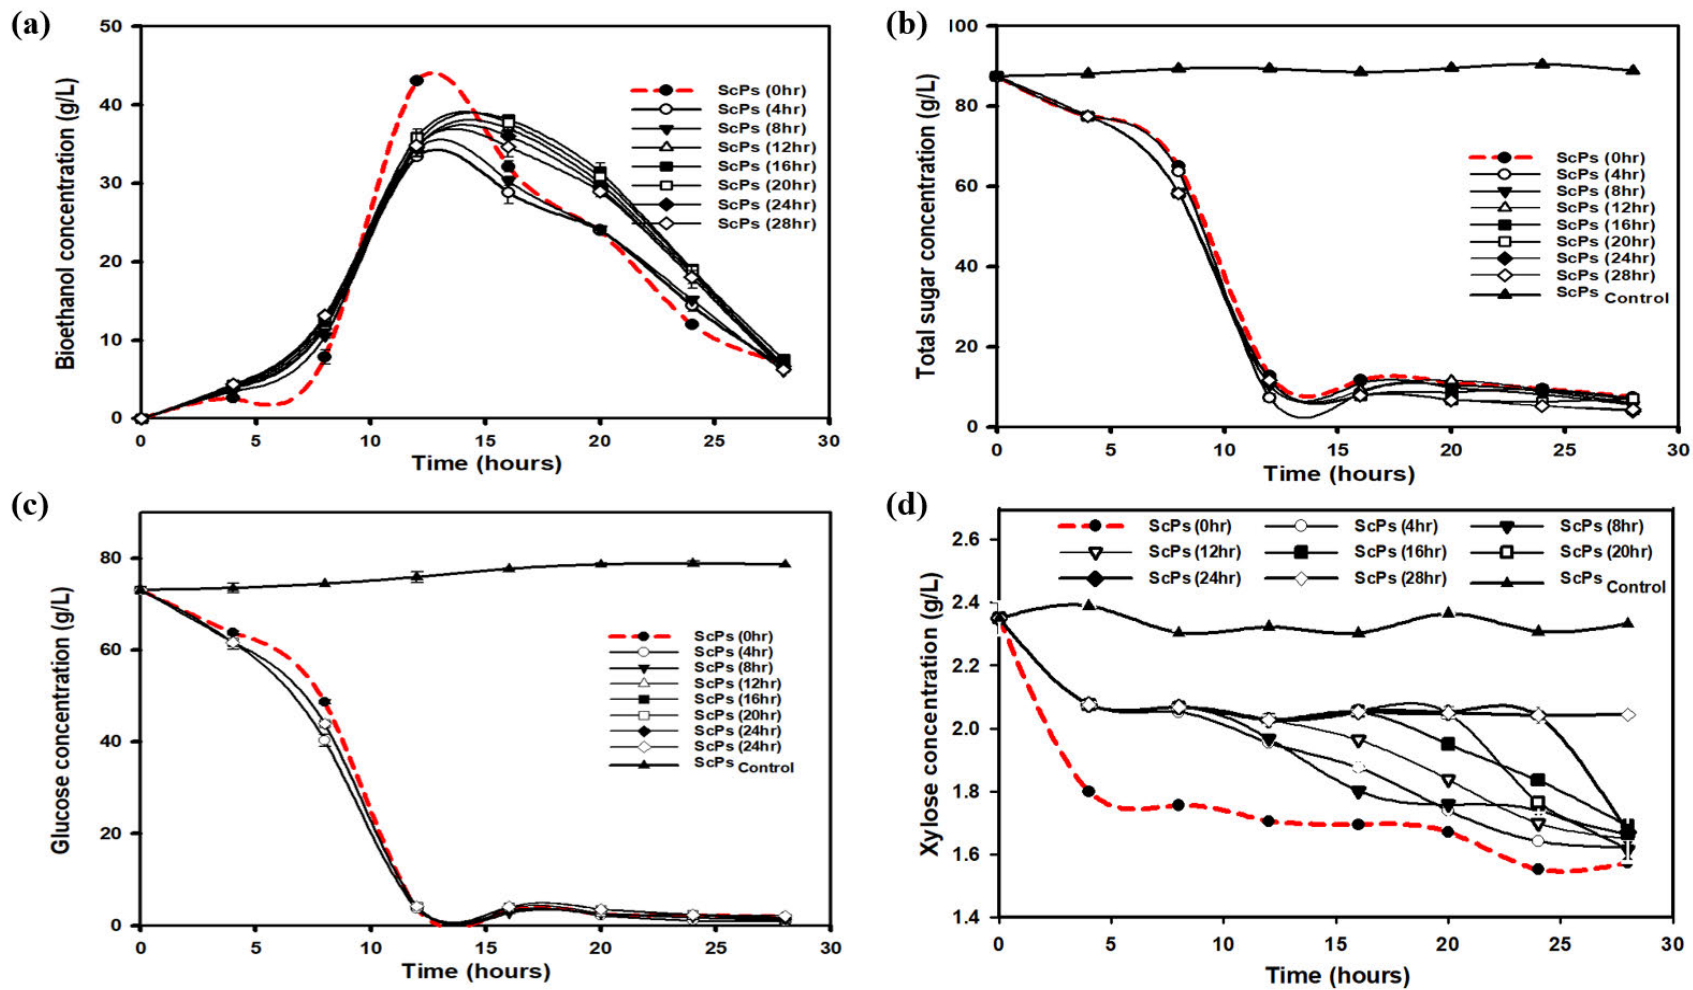 (a)
50
40
30
20
10
0
Bioethanol concentration (g/L)
ScPs (0hr)
ScPs (4hr)
ScPs (8hr)
ScPs (12hr)
ScPs (16hr)
ScPs (20hr)
ScPs (24hr)
ScPs (28hr)
0 5 10 15 20 25 30
Time (hours)
(b)
100
80
60
40
20
0
Total sugar concentration (g/L)
ScPs (0hr)
ScPs (4hr)
ScPs (8hr)
ScPs (12hr)
ScPs (16hr)
ScPs (20hr)
ScPs (24hr)
ScPs (28hr)
ScPs Control
0 5 10 15 20 25 30
Time (hours)
(c)
80
60
40
20
0
Glucose concentration (g/L)
ScPs (0hr)
ScPs (4hr)
ScPs (8hr)
ScPs (12hr)
ScPs (16hr)
ScPs (20hr)
ScPs (24hr)
ScPs (24hr)
ScPs Control
0 5 10 15 20 25 30
Time (hours)
(d)
2.6
2.4
2.2
2.0
1.8
1.6
1.4
Xylose concentration (g/L)
ScPs (0hr) ScPs (4hr) ScPs (8hr)
ScPs (12hr) ScPs (16hr) ScPs (20hr)
ScPs (24hr) ScPs (28hr) ScPs Control
0 5 10 15 20 25 30
Time (hours)